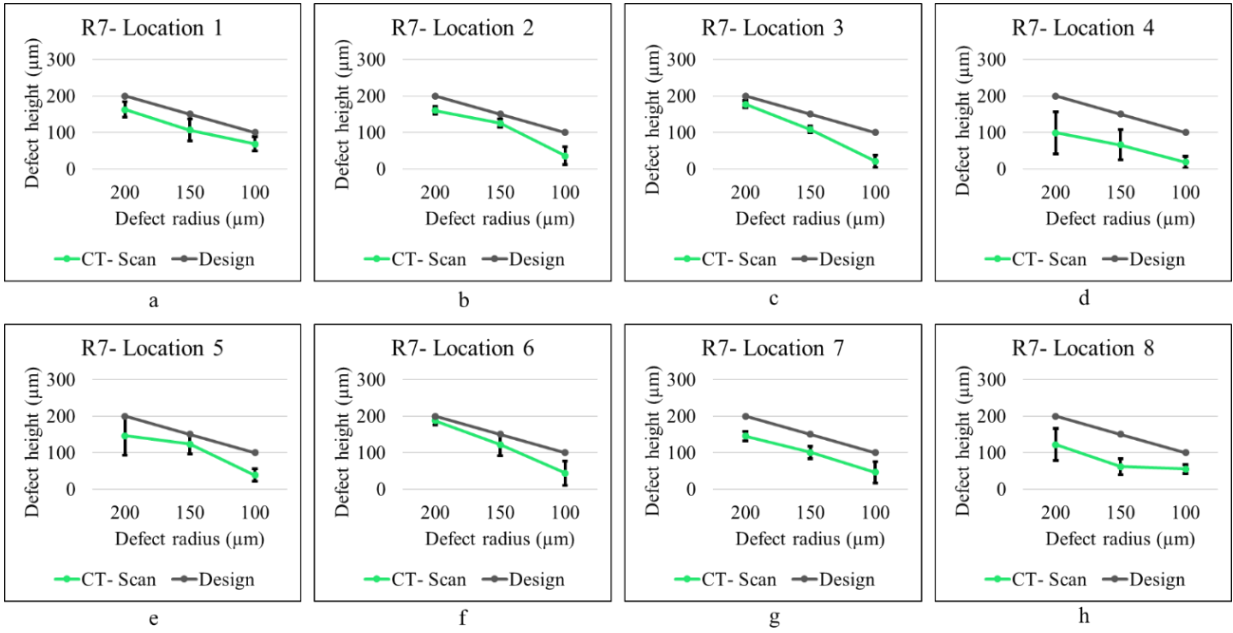 R7- Location 1
Defect height (µm)
300
200
100
0
200 150 100
Defect radius (µm)
CT- Scan Design
a
R7- Location 2
Defect height (µm)
300
200
100
0
200 150 100
Defect radius (µm)
CT- Scan Design
b
R7- Location 3
Defect height (µm)
300
200
100
0
200 150 100
Defect radius (µm)
CT- Scan Design
c
R7- Location 4
Defect height (µm)
300
200
100
0
200 150 100
Defect radius (µm)
CT- Scan Design
d
R7- Location 5
Defect height (µm)
300
200
100
0
200 150 100
Defect radius (µm)
CT- Scan Design
e
R7- Location 6
Defect height (µm)
300
200
100
0
200 150 100
Defect radius (µm)
CT- Scan Design
f
R7- Location 7
Defect height (µm)
300
200
100
0
200 150 100
Defect radius (µm)
CT- Scan Design
g
R7- Location 8
Defect height (µm)
300
200
100
0
200 150 100
Defect radius (µm)
CT- Scan Design
h